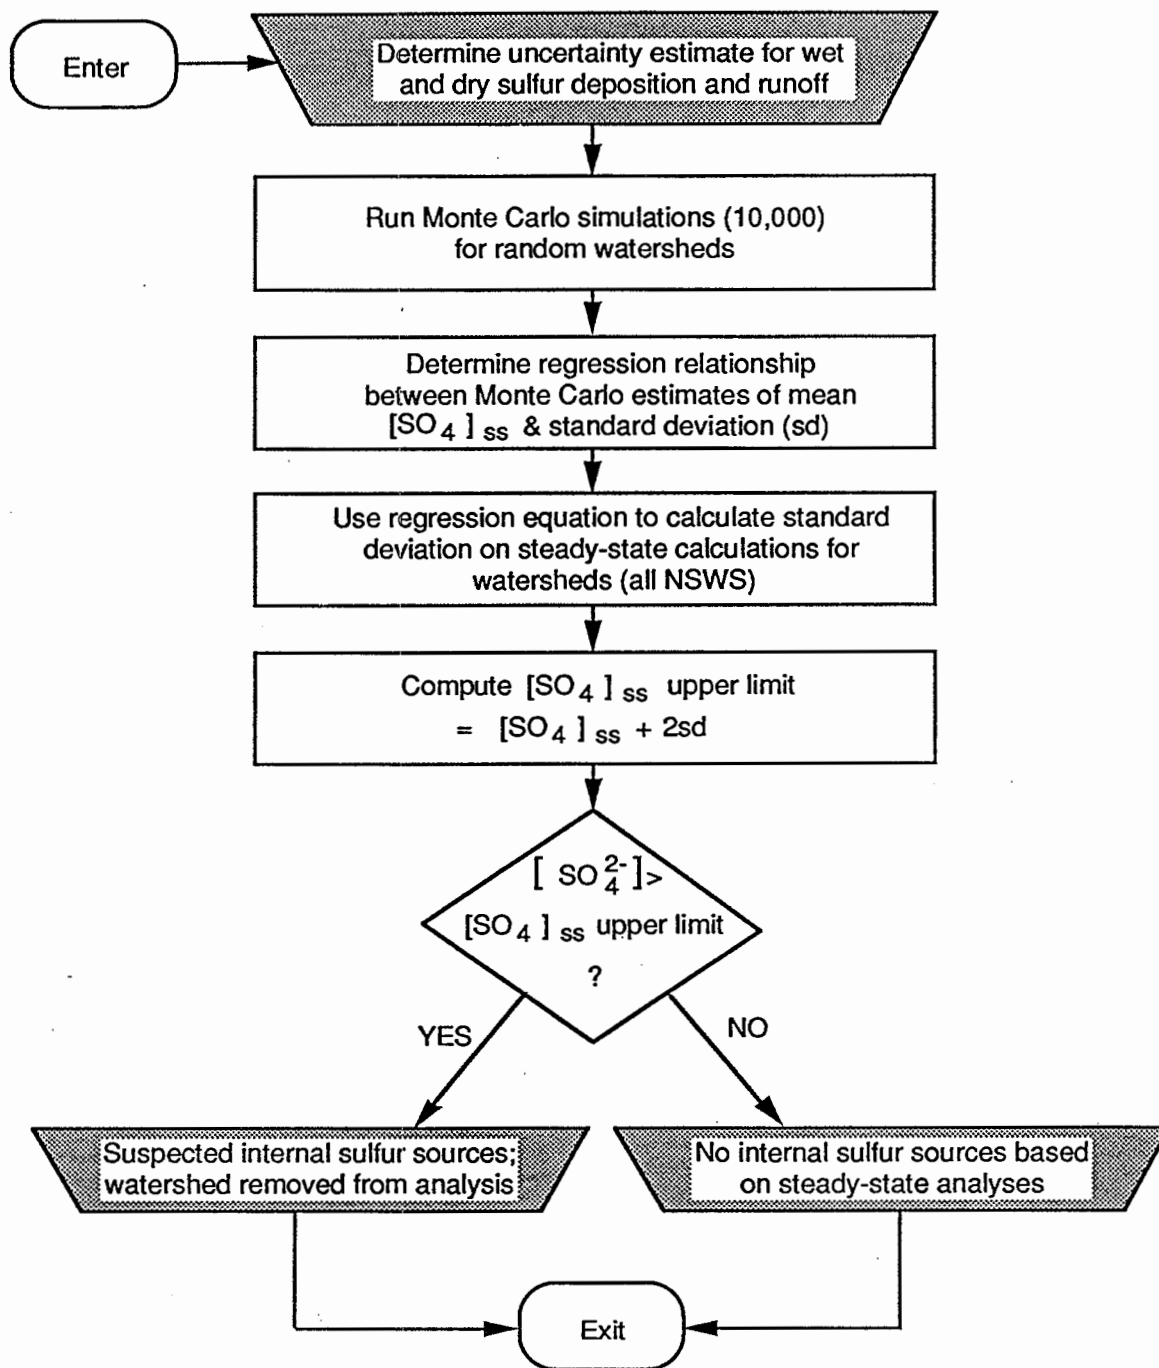 Enter
Determine uncertainty estimate for wet
and dry sulfur deposition and runoff
Run Monte Carlo simulations (10,000)
for random watersheds
Determine regression relationship
between Monte Carlo estimates of mean
[SO4]ss & standard deviation (sd)
Use regression equation to calculate standard
deviation on steady-state calculations for
watersheds (all NSWS)
Compute [SO4]ss upper limit
= [SO4]ss + 2sd
[SO4^2-]>
[SO4]ss upper limit
?
YES
NO
Suspected internal sulfur sources;
watershed removed from analysis
No internal sulfur sources based
on steady-state analyses
Exit